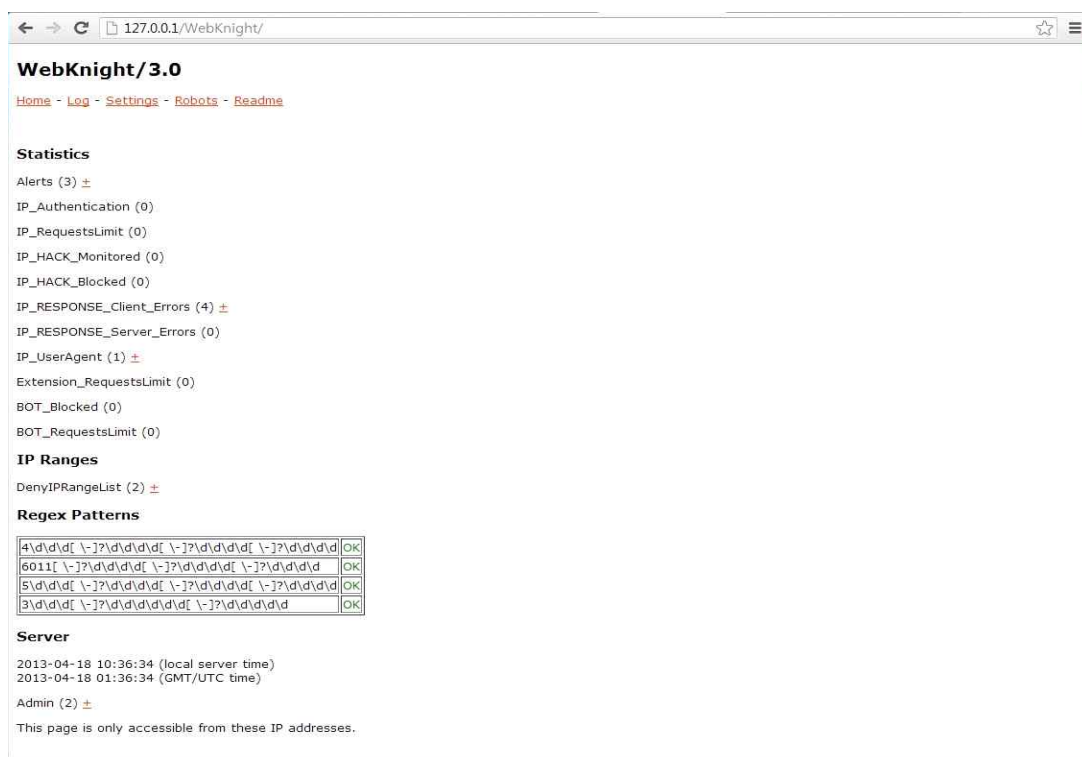 127.0.0.1/WebKnight/
WebKnight/3.0
Home - Log - Settings - Robots - Readme
Statistics
Alerts (3) +
IP_Authentication (0)
IP_RequestsLimit (0)
IP_HACK_Monitored (0)
IP_HACK_Blocked (0)
IP_RESPONSE_Client_Errors (4) +
IP_RESPONSE_Server_Errors (0)
IP_UserAgent (1) +
Extension_RequestsLimit (0)
BOT_Blocked (0)
BOT_RequestsLimit (0)
IP Ranges
DenyIPRangeList (2) +
Regex Patterns
4\d\d\d[ \-]?\d\d\d\d[ \-]?\d\d\d\d[ \-]?\d\d\d\d OK
6011[ \-]?\d\d\d\d[ \-]?\d\d\d\d[ \-]?\d\d\d\d OK
5\d\d\d[ \-]?\d\d\d\d[ \-]?\d\d\d\d[ \-]?\d\d\d\d OK
3\d\d\d[ \-]?\d\d\d\d\d\d[ \-]?\d\d\d\d\d OK
Server
2013-04-18 10:36:34 (local server time)
2013-04-18 01:36:34 (GMT/UTC time)
Admin (2) +
This page is only accessible from these IP addresses.